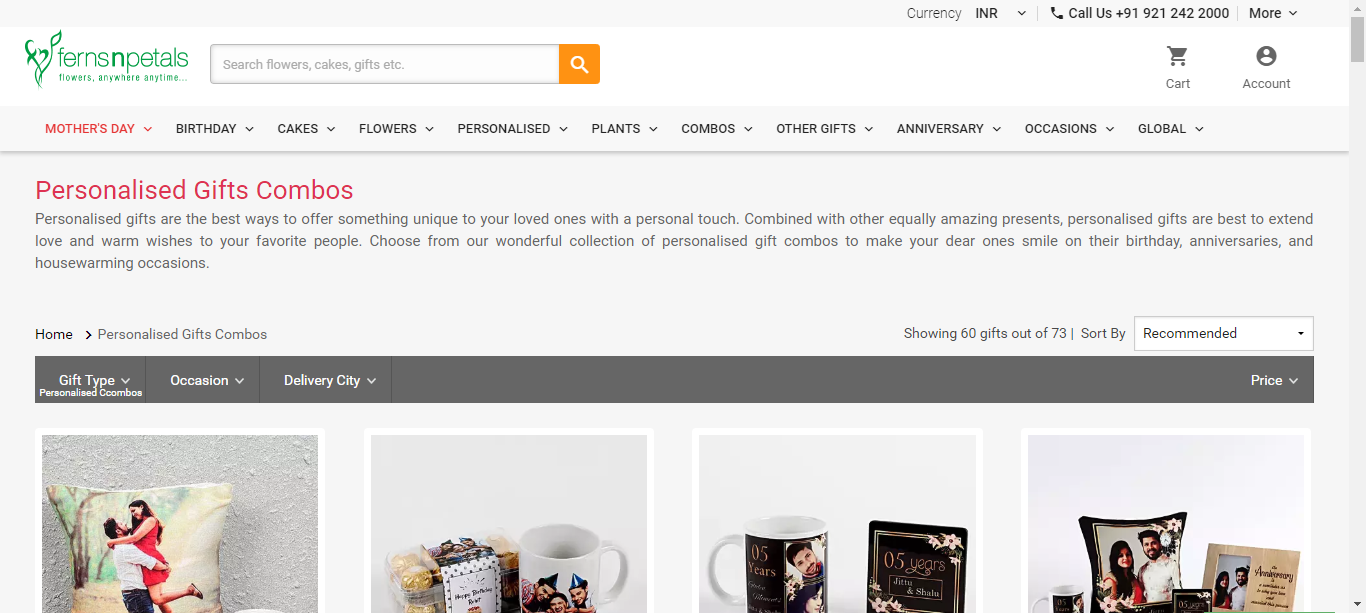 Currency INR Call Us +91 921 242 2000 More
fernsnpetals
flowers, anywhere anytime...
Search flowers, cakes, gifts etc.
Cart Account
MOTHER'S DAY BIRTHDAY CAKES FLOWERS PERSONALISED PLANTS COMBOS OTHER GIFTS ANNIVERSARY OCCASIONS GLOBAL
Personalised Gifts Combos
Personalised gifts are the best ways to offer something unique to your loved ones with a personal touch. Combined with other equally amazing presents, personalised gifts are best to extend
love and warm wishes to your favorite people. Choose from our wonderful collection of personalised gift combos to make your dear ones smile on their birthday, anniversaries, and
housewarming occasions.
Home Personalised Gifts Combos
Showing 60 gifts out of 73 | Sort By Recommended
Gift Type Occasion Delivery City Price
Personalised Ccombos
Happy Birthday
05
Years
05 years
Jittu
& Shalu
Anniversary